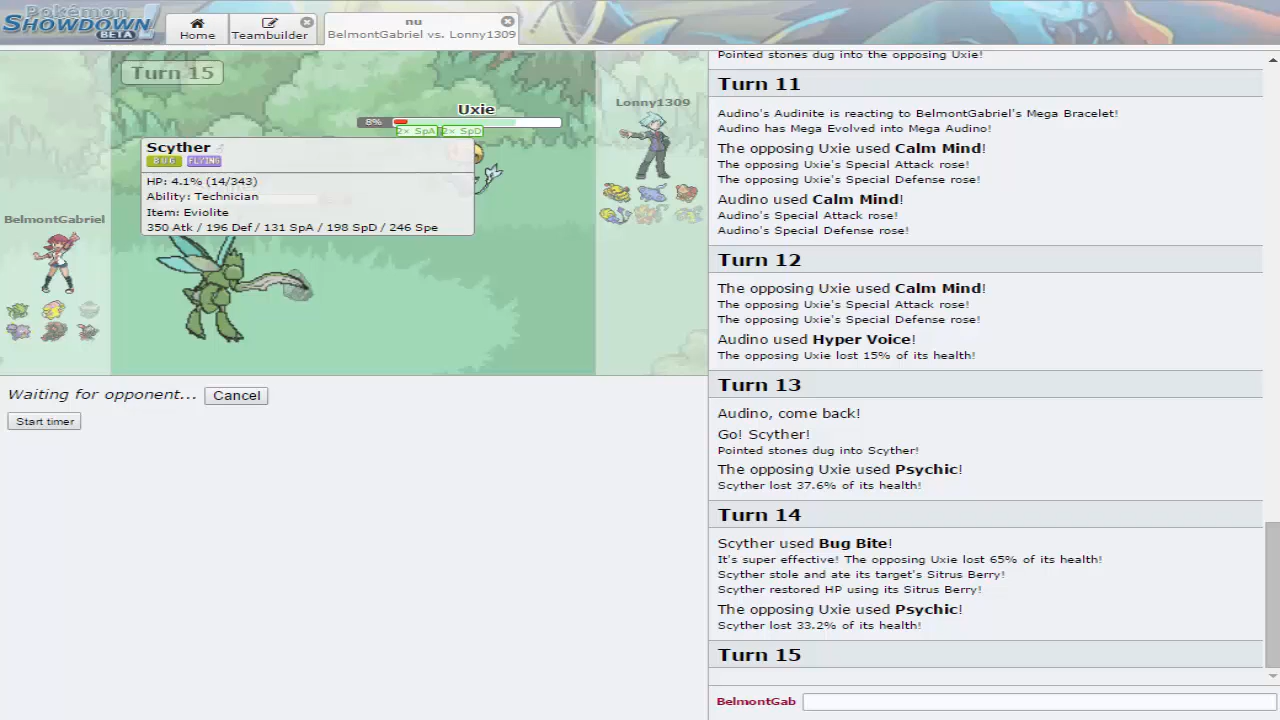 Pokémon
SHOWDOWN!
BETA
Home
Teambuilder
nu
BelmontGabriel vs. Lonny1309
Turn 15
Uxie
8%
2× SpA 2× SpD
Lonny1309
Scyther
BUG FLYING
HP: 4.1% (14/343)
Ability: Technician
Item: Eviolite
350 Atk / 196 Def / 131 SpA / 198 SpD / 246 Spe
BelmontGabriel
Waiting for opponent... Cancel
Start timer
Pointed stones dug into the opposing Uxie!
Turn 11
Audino's Audinite is reacting to BelmontGabriel's Mega Bracelet!
Audino has Mega Evolved into Mega Audino!
The opposing Uxie used Calm Mind!
The opposing Uxie's Special Attack rose!
The opposing Uxie's Special Defense rose!
Audino used Calm Mind!
Audino's Special Attack rose!
Audino's Special Defense rose!
Turn 12
The opposing Uxie used Calm Mind!
The opposing Uxie's Special Attack rose!
The opposing Uxie's Special Defense rose!
Audino used Hyper Voice!
The opposing Uxie lost 15% of its health!
Turn 13
Audino, come back!
Go! Scyther!
Pointed stones dug into Scyther!
The opposing Uxie used Psychic!
Scyther lost 37.6% of its health!
Turn 14
Scyther used Bug Bite!
It's super effective! The opposing Uxie lost 65% of its health!
Scyther stole and ate its target's Sitrus Berry!
Scyther restored HP using its Sitrus Berry!
The opposing Uxie used Psychic!
Scyther lost 33.2% of its health!
Turn 15
BelmontGab